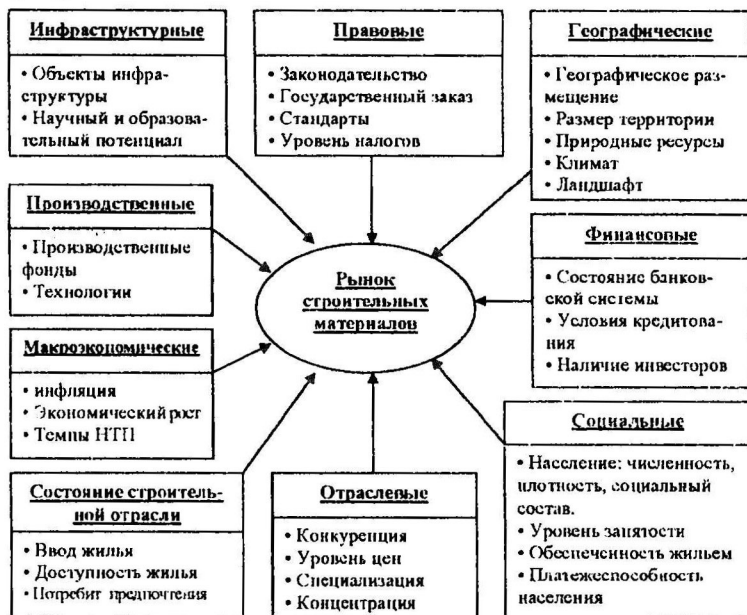 Инфраструктурные
• Объекты инфра-
структуры
• Научный и образова-
тельный потенциал
Правовые
• Законодательство
• Государственный заказ
• Стандарты
• Уровень налогов
Географические
• Географическое раз-
мещение
• Размер территории
• Природные ресурсы
• Климат
• Ландшафт
Производственные
• Производственные
фонды
• Технологии
Рынок
строительных
материалов
Финансовые
• Состояние банков-
ской системы
• Условия кредитова-
ния
• Наличие инвесторов
Макроэкономические
• инфляция
• Экономический рост
• Темпы НТП
Социальные
• Население: численность,
плотность, социальный
состав.
• Уровень занятости
• Обеспеченность жильем
• Платежеспособность
населения
Состояние строитель-
ной отрасли
• Ввод жилья
• Доступность жилья
• Потребит предпочтения
Отраслевые
• Конкуренция
• Уровень цен
• Специализация
• Концентрация